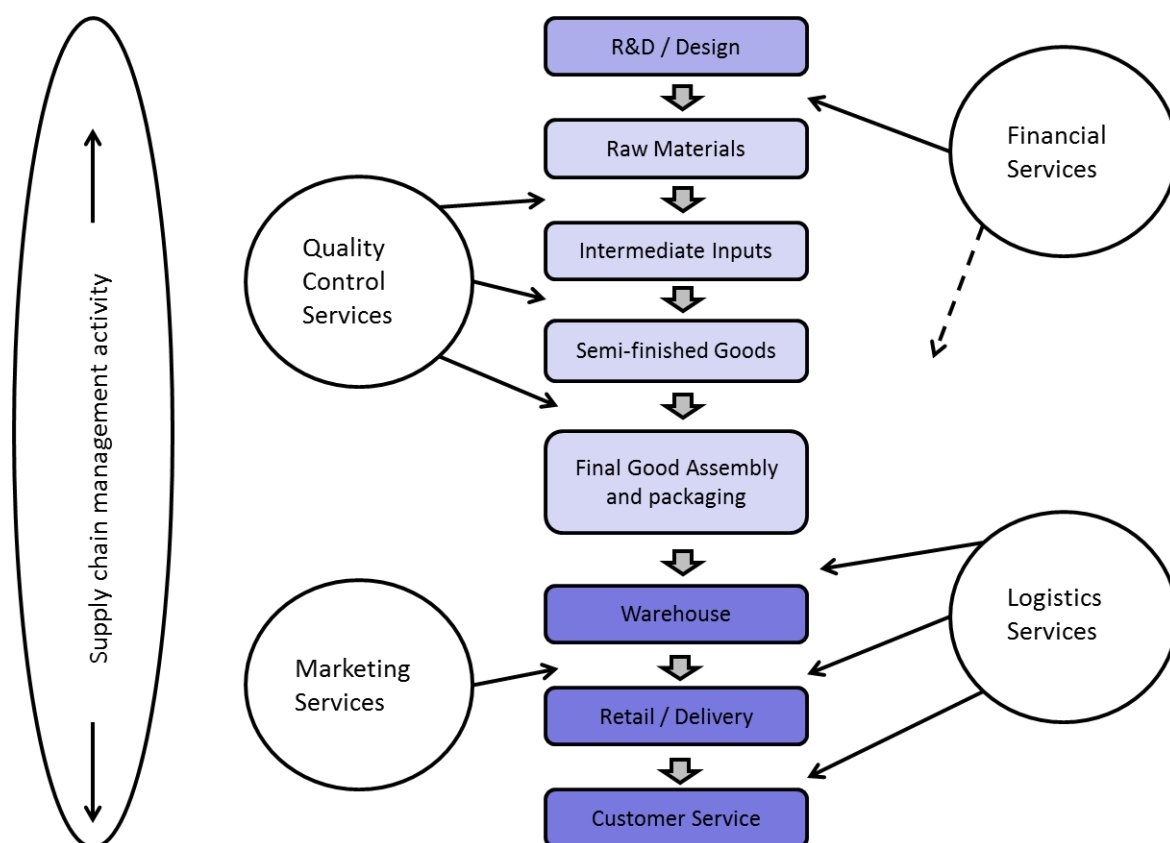 R&D / Design
Raw Materials
Intermediate Inputs
Semi-finished Goods
Final Good Assembly
and packaging
Warehouse
Retail / Delivery
Customer Service
Supply chain management activity
Quality
Control
Services
Marketing
Services
Financial
Services
Logistics
Services